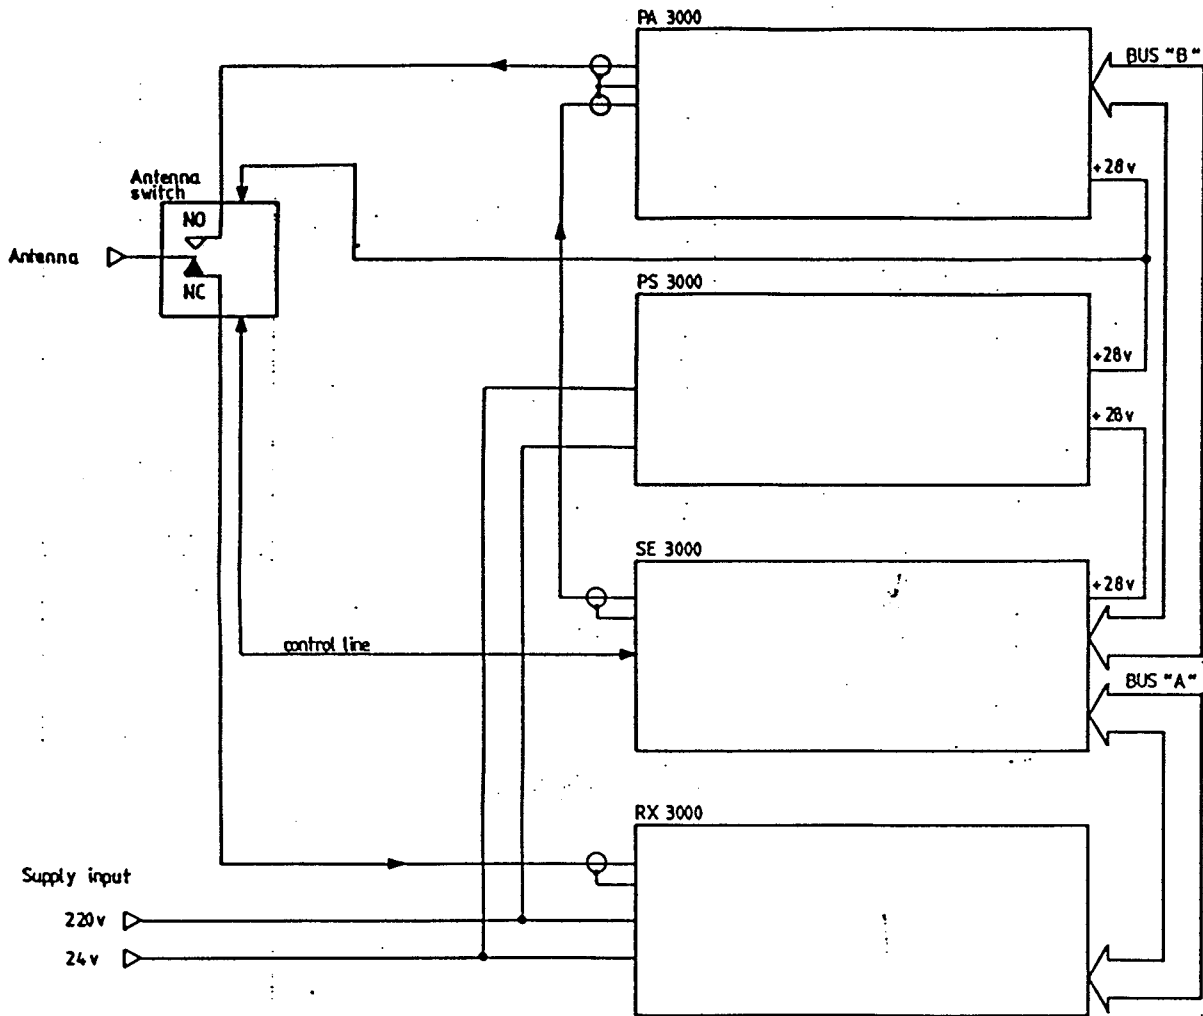 PA 3000
BUS "B"
+28v
Antenna
switch
NO
Antenna
NC
PS 3000
+28v
+28v
SE 3000
+28v
control line
BUS "A"
RX 3000
Supply input
220v
24v